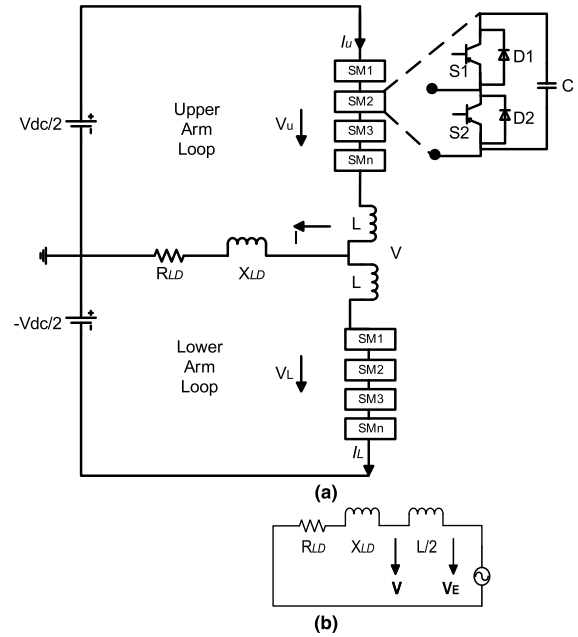 Iu
SM1
SM2
SM3
SMn
S1
D1
S2
D2
C
Vdc/2
+
Upper
Arm
Loop
Vu
L
I
V
RLD
XLD
L
-Vdc/2
+
Lower
Arm
Loop
VL
SM1
SM2
SM3
SMn
IL
(a)
RLD
XLD
L/2
V
VE
(b)